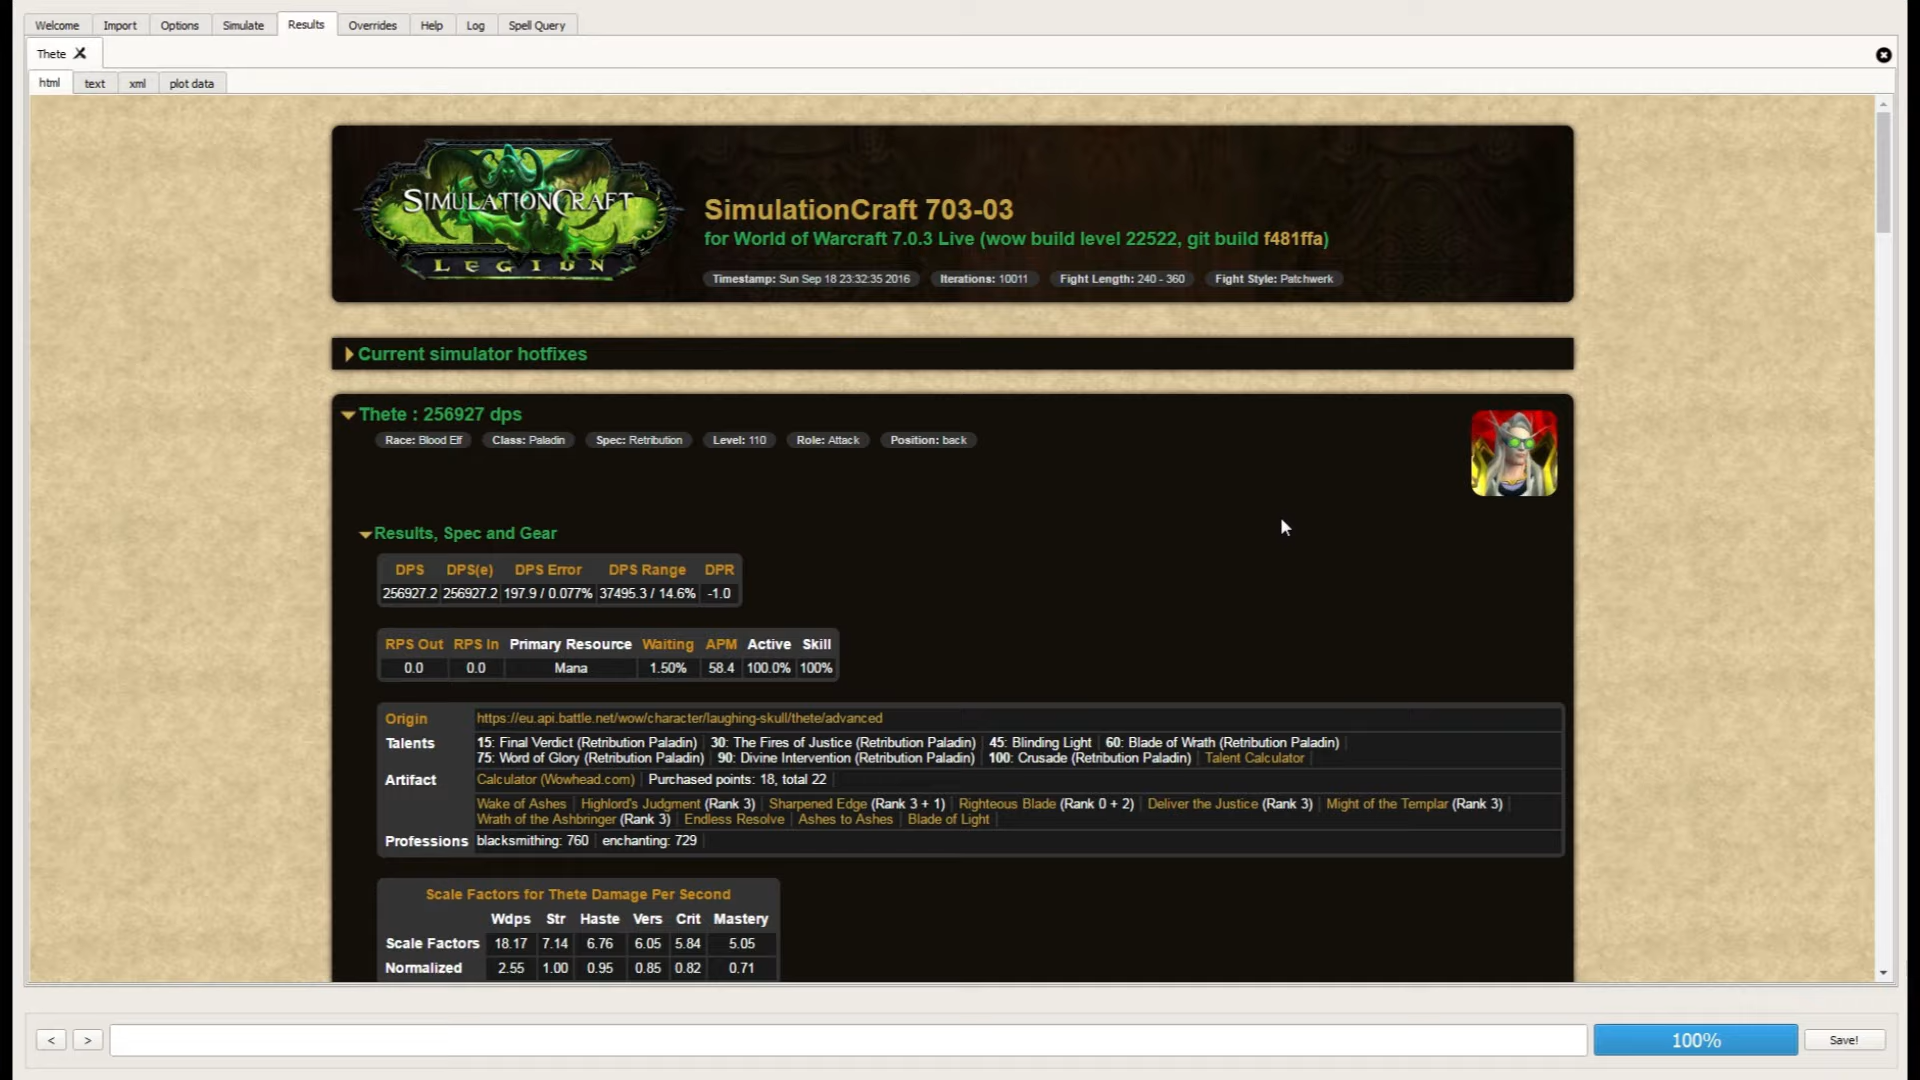 Welcome Import Options Simulate Results Overrides Help Log Spell Query
Thete
html text xml plot data
SIMULATIONCRAFT
LEGION
SimulationCraft 703-03
for World of Warcraft 7.0.3 Live (wow build level 22522, git build f481ffa)
Timestamp: Sun Sep 18 23:32:35 2016 Iterations: 10011 Fight Length: 240 - 360 Fight Style: Patchwerk
Current simulator hotfixes
Thete : 256927 dps
Race: Blood Elf Class: Paladin Spec: Retribution Level: 110 Role: Attack Position: back
Results, Spec and Gear
DPS DPS(e) DPS Error DPS Range DPR
256927.2 256927.2 197.9 / 0.077% 37495.3 / 14.6% -1.0
RPS Out RPS In Primary Resource Waiting APM Active Skill
0.0 0.0 Mana 1.50% 58.4 100.0% 100%
Origin https://eu.api.battle.net/wow/character/laughing-skull/thete/advanced
Talents 15: Final Verdict (Retribution Paladin) 30: The Fires of Justice (Retribution Paladin) 45: Blinding Light 60: Blade of Wrath (Retribution Paladin)
75: Word of Glory (Retribution Paladin) 90: Divine Intervention (Retribution Paladin) 100: Crusade (Retribution Paladin) Talent Calculator
Artifact Calculator (Wowhead.com) Purchased points: 18, total 22
Wake of Ashes Highlord's Judgment (Rank 3) Sharpened Edge (Rank 3 + 1) Righteous Blade (Rank 0 + 2) Deliver the Justice (Rank 3) Might of the Templar (Rank 3)
Wrath of the Ashbringer (Rank 3) Endless Resolve Ashes to Ashes Blade of Light
Professions blacksmithing: 760 enchanting: 729
Scale Factors for Thete Damage Per Second
Wdps Str Haste Vers Crit Mastery
Scale Factors 18.17 7.14 6.76 6.05 5.84 5.05
Normalized 2.55 1.00 0.95 0.85 0.82 0.71
< > 100% Save!